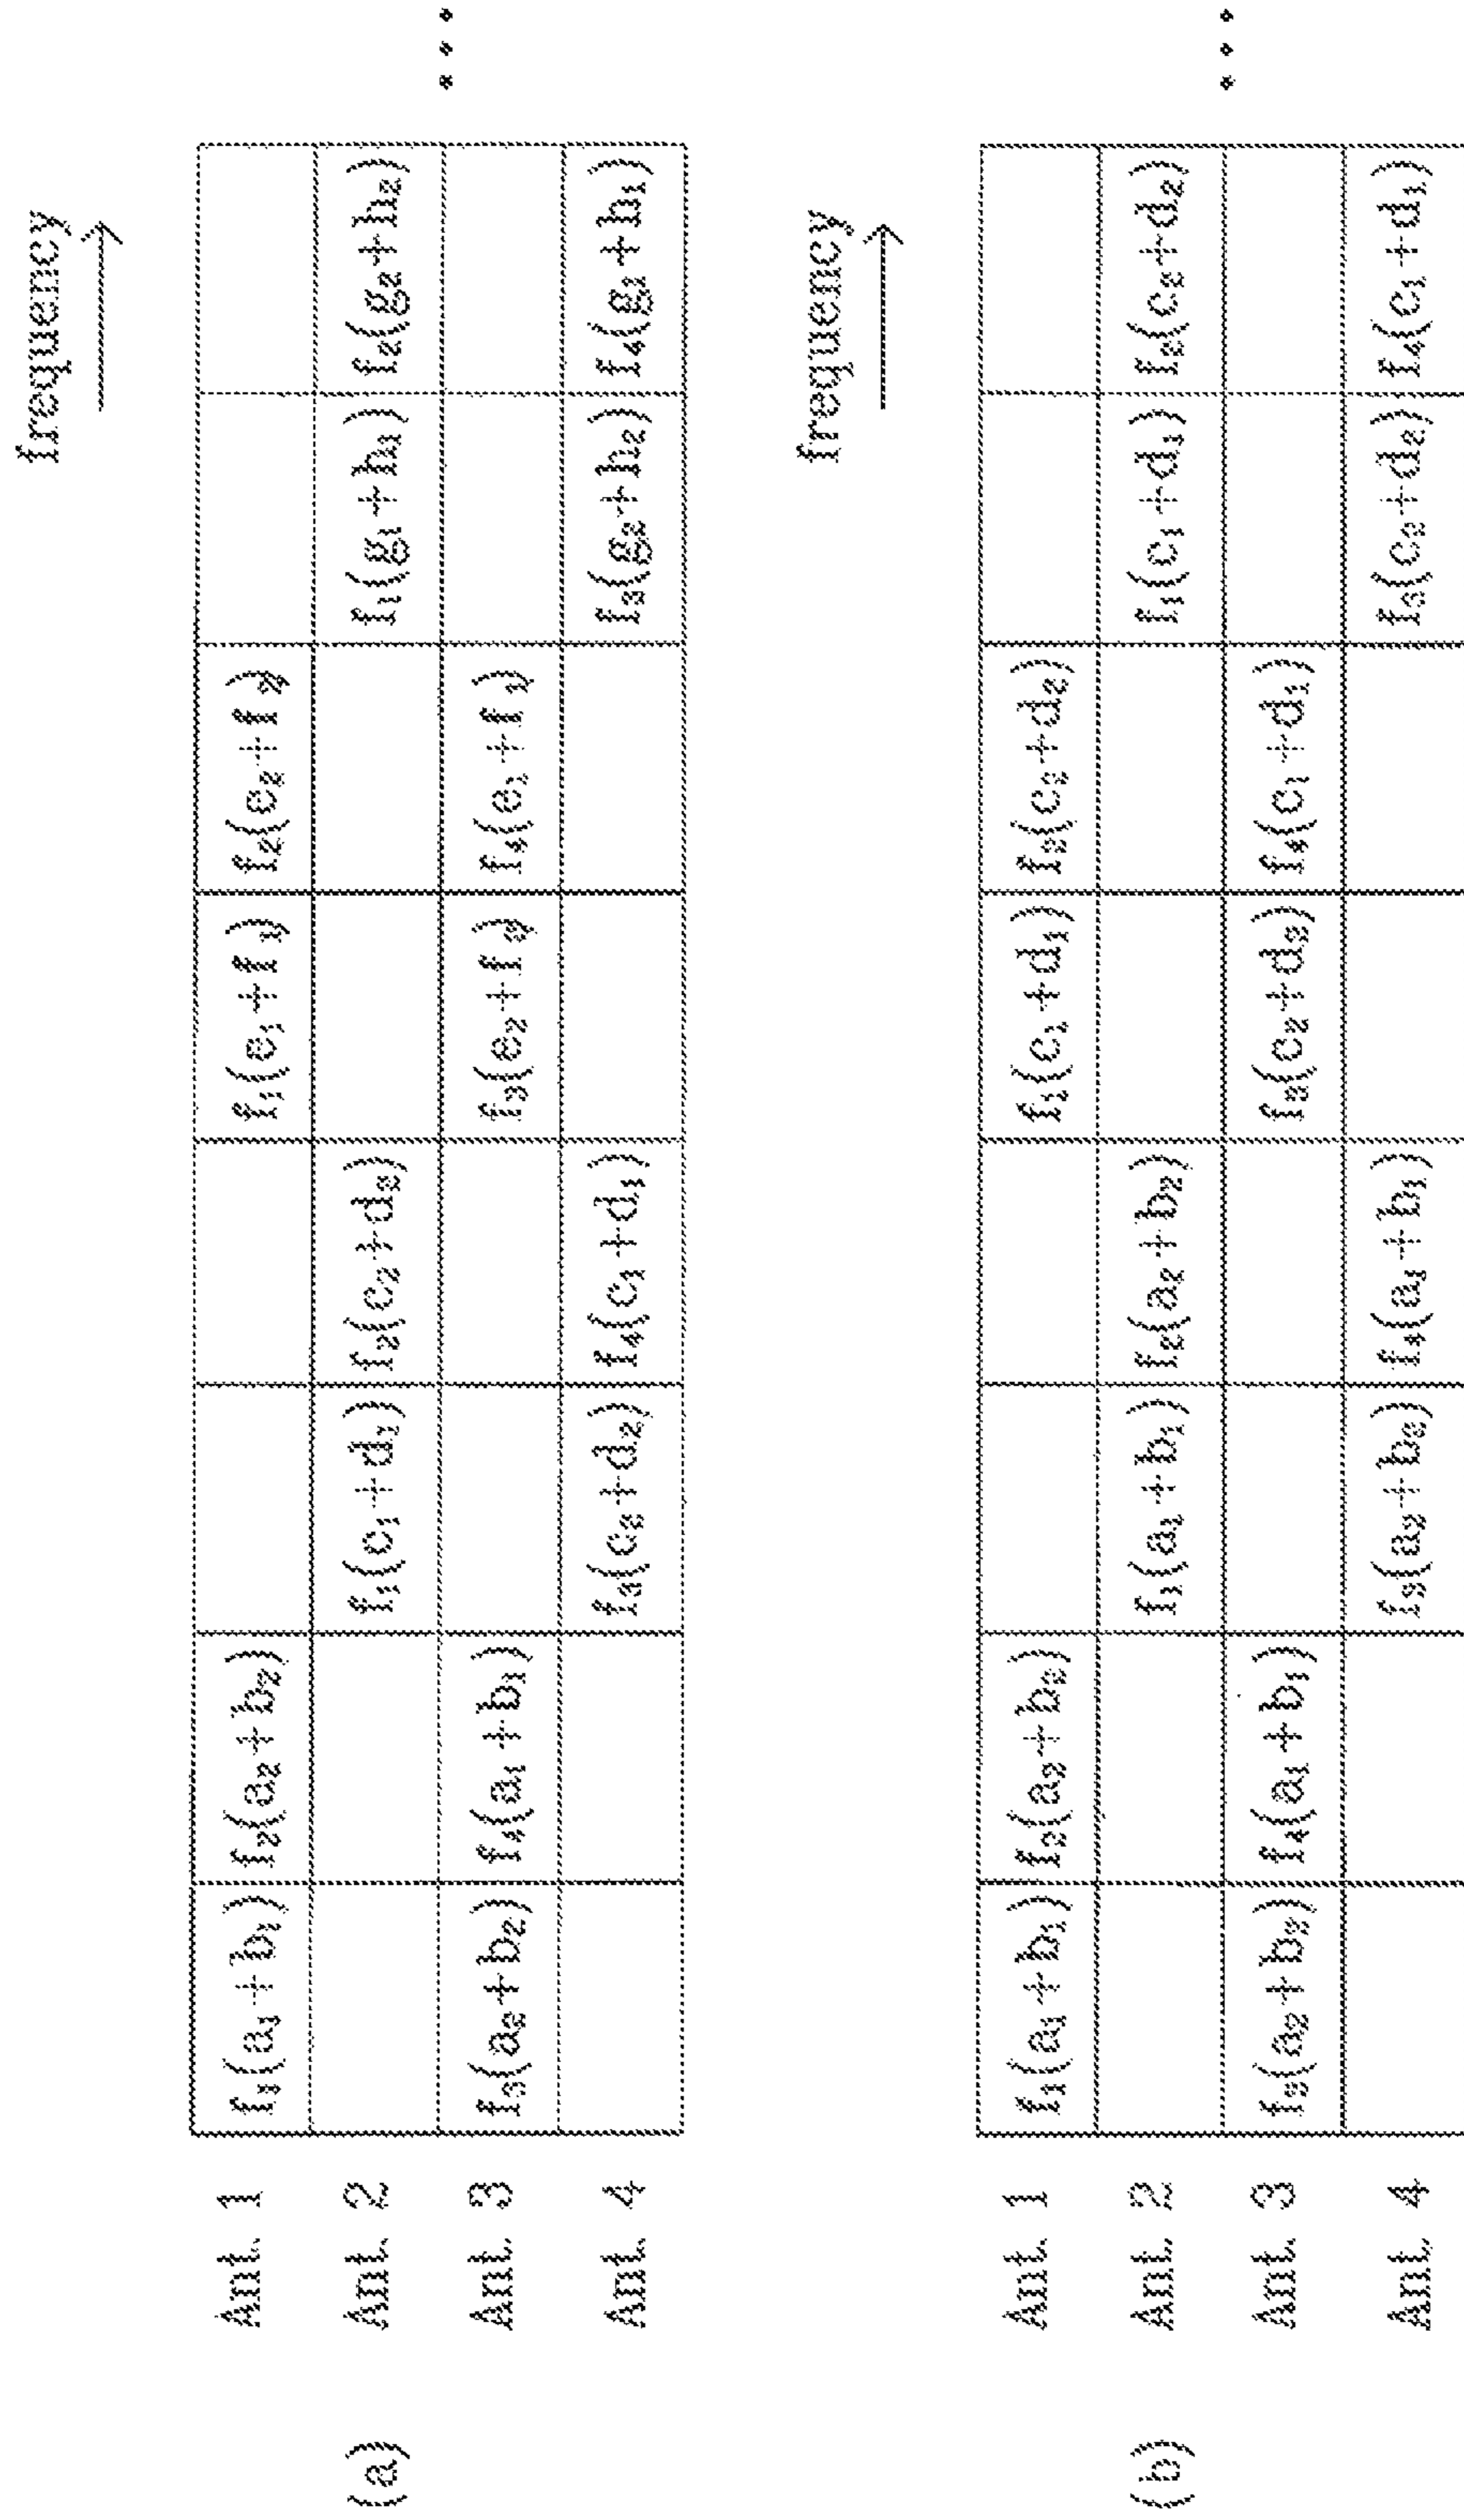 frequency
(a)
Ant. 1 f₁(a₁+b₁) f₂(a₂+b₂) f₁(e₁+f₁) f₂(e₂+f₂)
Ant. 2 f₁(c₁+d₁) f₂(c₂+d₂) f₁(g₁+h₁) f₂(g₂+h₂)
Ant. 3 f₃(a₂+b₂) f₄(a₁+b₁) f₃(e₂+f₂) f₄(e₁+f₁)
Ant. 4 f₃(c₂+d₂) f₄(c₁+d₁) f₃(g₂+h₂) f₄(g₁+h₁)
frequency
(b)
Ant. 1 f₁(a₁+b₁) f₂(a₂+b₂) f₁(c₁+d₁) f₂(c₂+d₂)
Ant. 2 f₁(a₁+b₁) f₂(a₂+b₂) f₁(c₁+d₁) f₂(c₂+d₂)
Ant. 3 f₃(a₂+b₂) f₄(a₁+b₁) f₃(c₂+d₂) f₄(c₁+d₁)
Ant. 4 f₃(a₂+b₂) f₄(a₁+b₁) f₃(c₂+d₂) f₄(c₁+d₁)